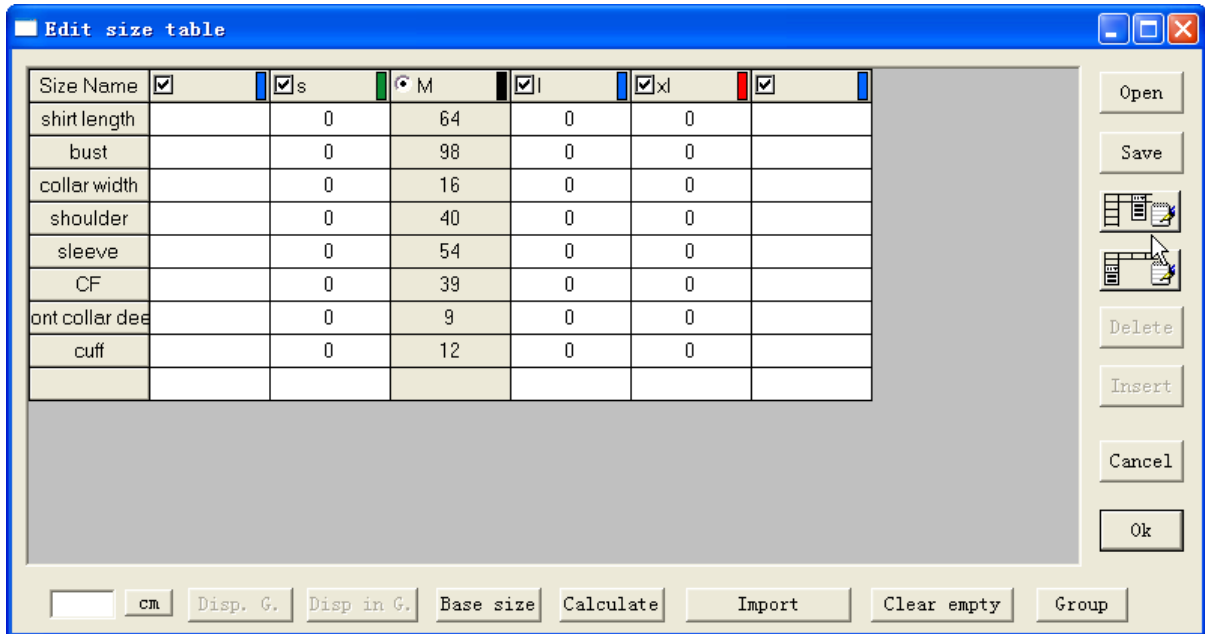 Edit size table
Size Name s M l xl
shirt length 0 64 0 0
bust 0 98 0 0
collar width 0 16 0 0
shoulder 0 40 0 0
sleeve 0 54 0 0
CF 0 39 0 0
ont collar dee 0 9 0 0
cuff 0 12 0 0
Open
Save
Delete
Insert
Cancel
Ok
cm Disp. G. Disp in G. Base size Calculate Import Clear empty Group